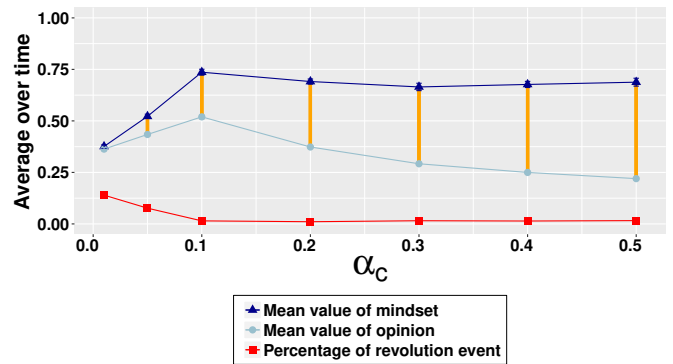 1.00
0.75
0.50
0.25
0.00
Average over time
0.0 0.1 0.2 0.3 0.4 0.5
αC
Mean value of mindset
Mean value of opinion
Percentage of revolution event